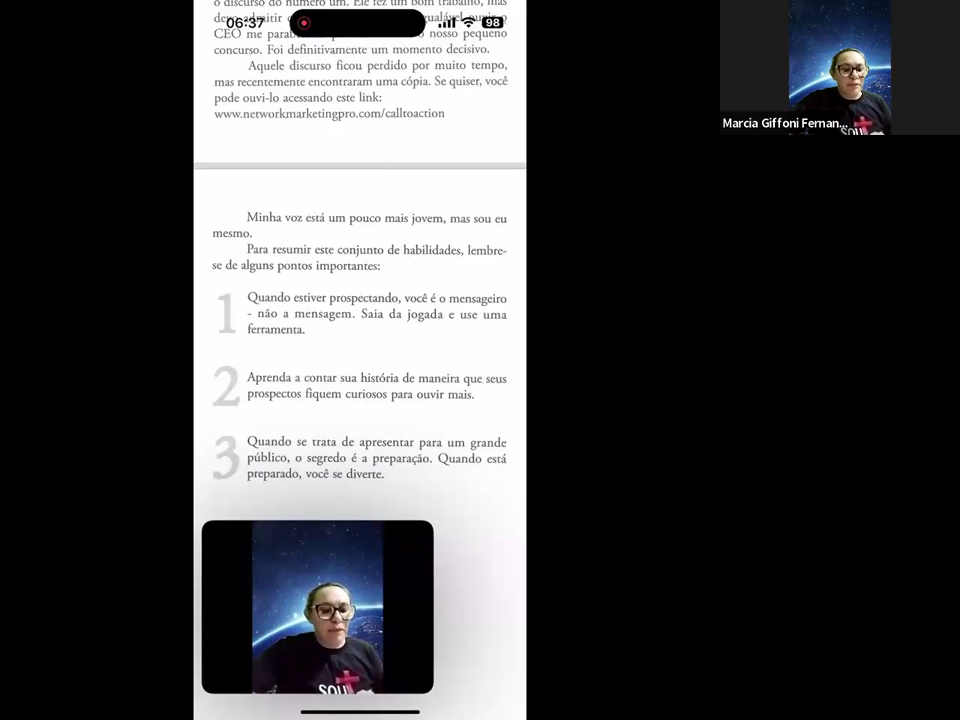 o discurso do número um. Ele fez um bom trabalho, mas
06:37
98
CEO me nosso pequeno
concurso. Foi definitivamente um momento decisivo.
Aquele discurso ficou perdido por muito tempo,
mas recentemente encontraram uma cópia. Se quiser, você
pode ouvi-lo acessando este link:
www.networkmarketingpro.com/calltoaction
Minha voz está um pouco mais jovem, mas sou eu
mesmo.
Para resumir este conjunto de habilidades, lembre-
se de alguns pontos importantes:
1 Quando estiver prospectando, você é o mensageiro
- não a mensagem. Saia da jogada e use uma
ferramenta.
2 Aprenda a contar sua história de maneira que seus
prospectos fiquem curiosos para ouvir mais.
3 Quando se trata de apresentar para um grande
público, o segredo é a preparação. Quando está
preparado, você se diverte.
SOU
Marcia Giffoni Fernan...
SOU